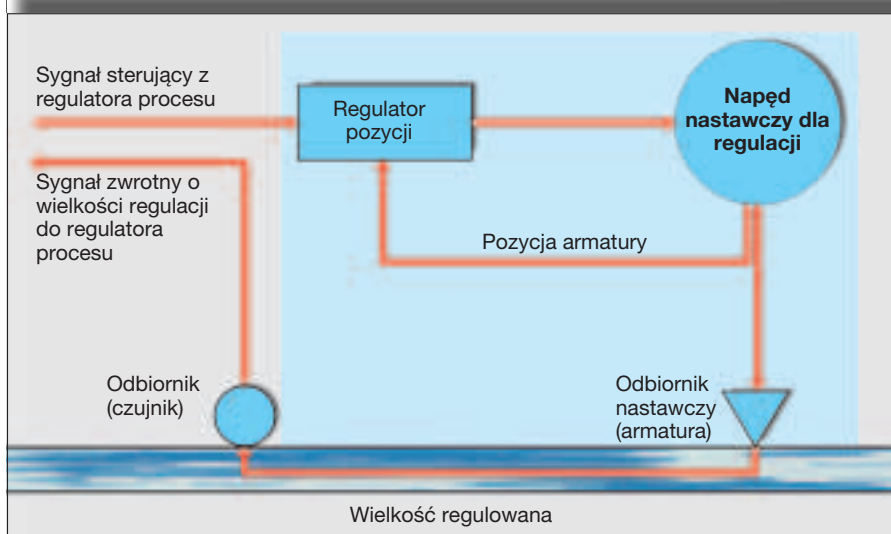 Sygnał sterujący z
regulatora procesu
Regulator
pozycji
Napęd
nastawczy dla
regulacji
Sygnał zwrotny o
wielkości regulacji
do regulatora
procesu
Pozycja armatury
Odbiornik
(czujnik)
Odbiornik
nastawczy
(armatura)
Wielkość regulowana